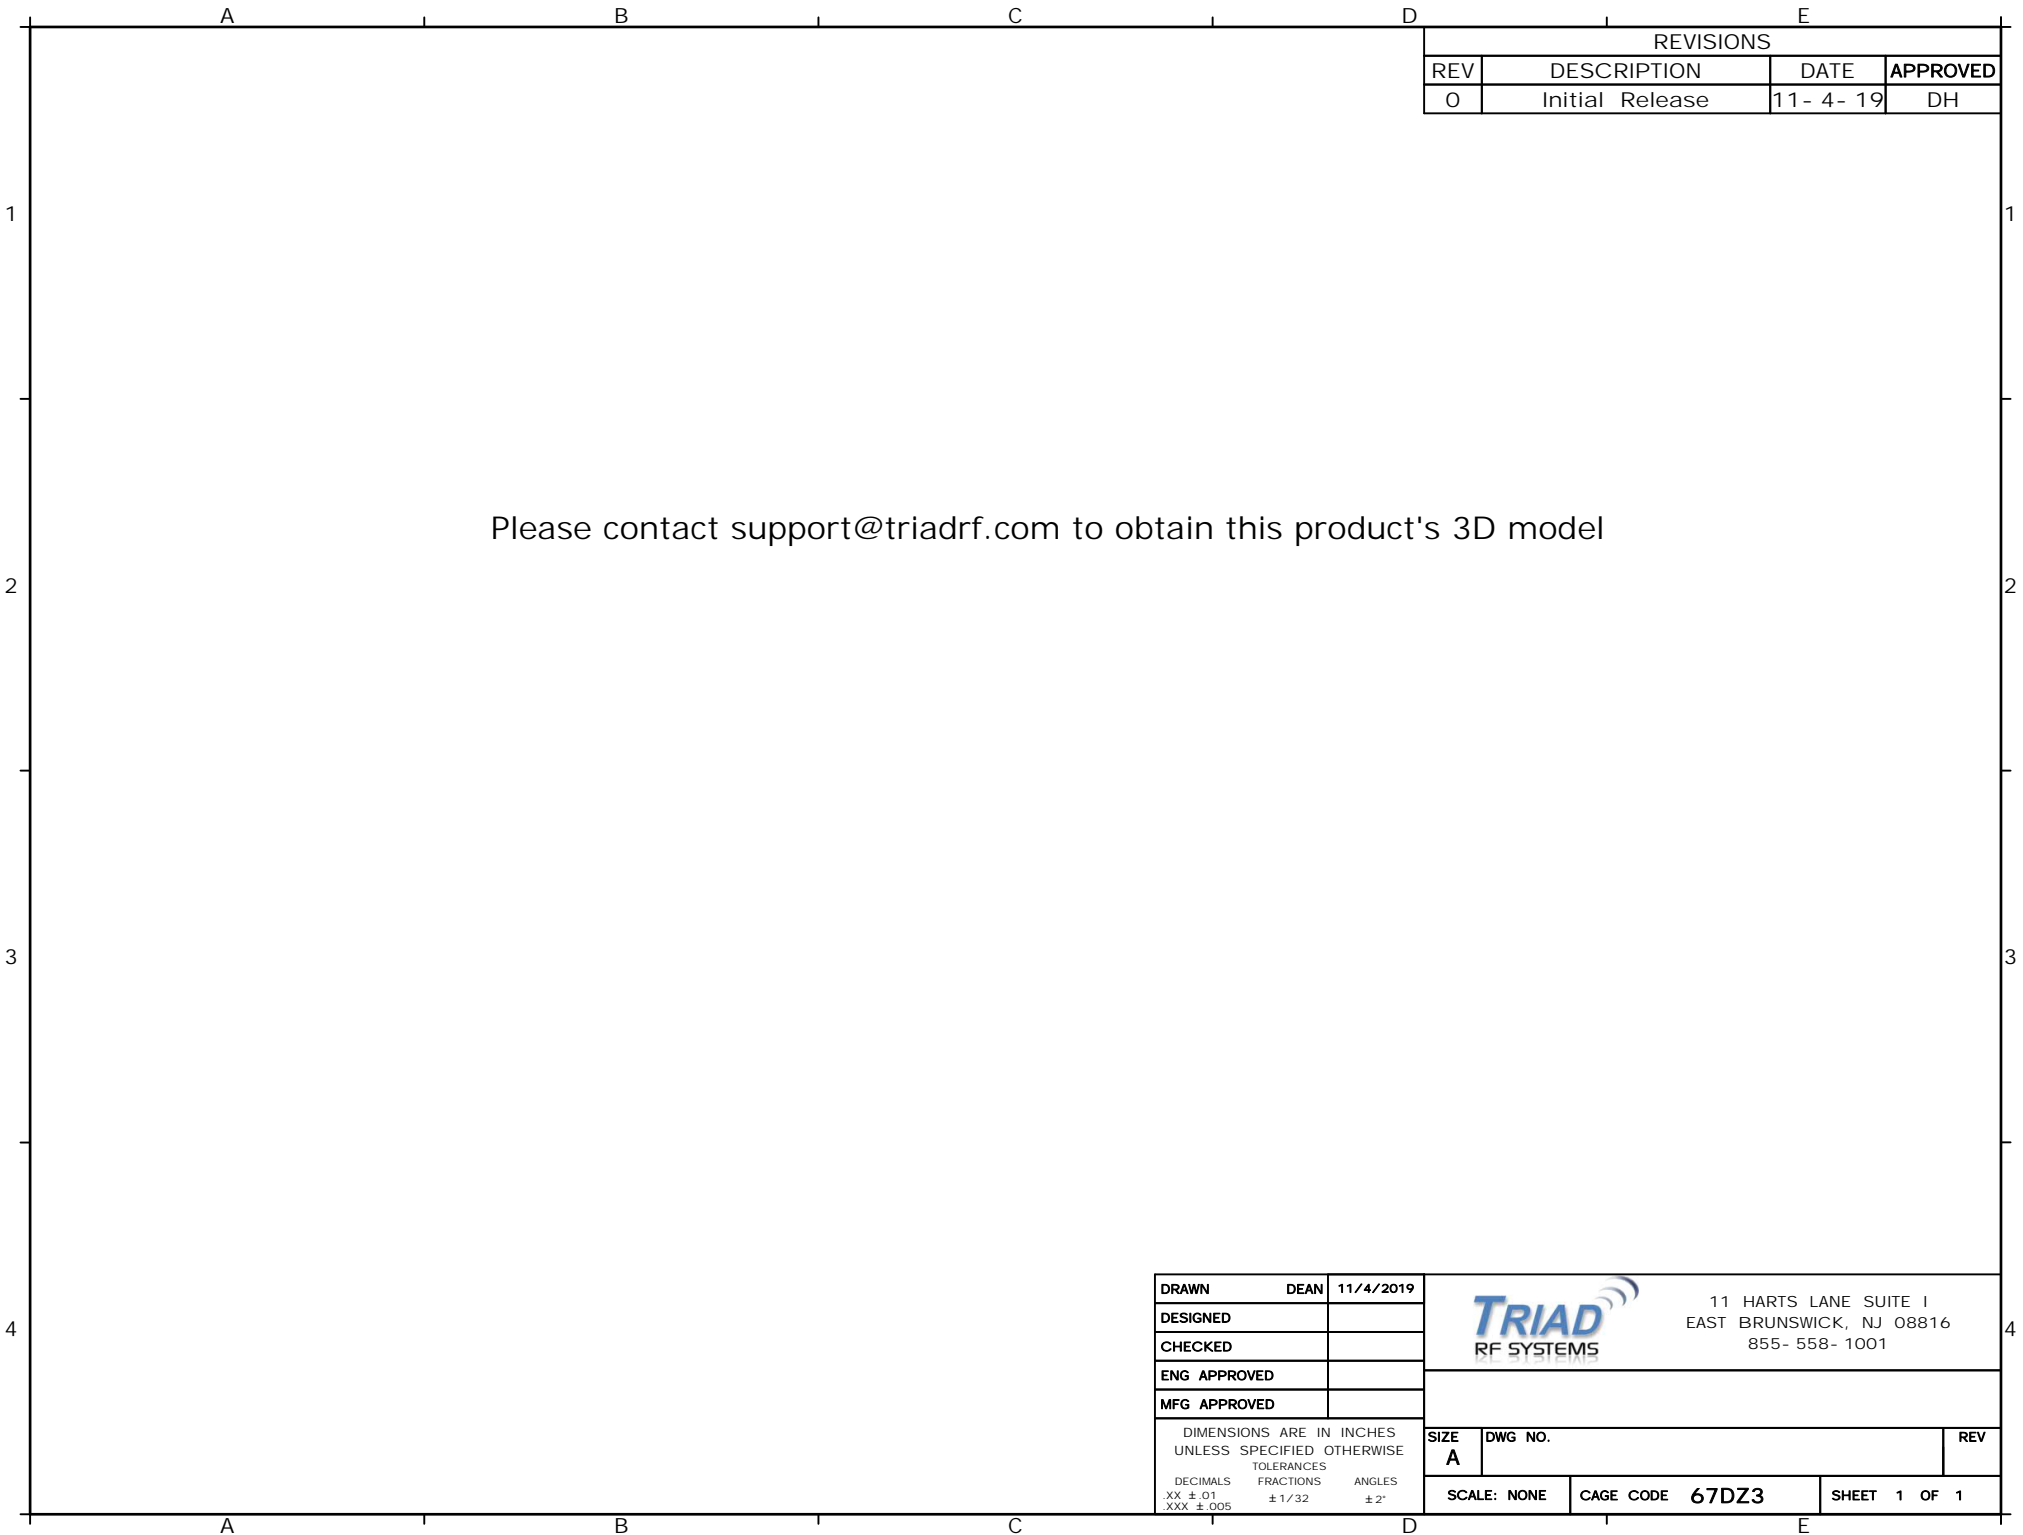 A B C D E
REVISIONS
REV DESCRIPTION DATE APPROVED
0 Initial Release 11-4-19 DH
1 1
Please contact support@triadrf.com to obtain this product's 3D model
2 2
3 3
4 4
DRAWN DEAN 11/4/2019
DESIGNED
CHECKED
ENG APPROVED
MFG APPROVED
DIMENSIONS ARE IN INCHES
UNLESS SPECIFIED OTHERWISE
TOLERANCES
DECIMALS FRACTIONS ANGLES
.XX ±.01 ±1/32 ±2°
.XXX ±.005
TRIAD
RF SYSTEMS
11 HARTS LANE SUITE I
EAST BRUNSWICK, NJ 08816
855-558-1001
SIZE DWG NO. REV
A
SCALE: NONE CAGE CODE 67DZ3 SHEET 1 OF 1
A B C D E